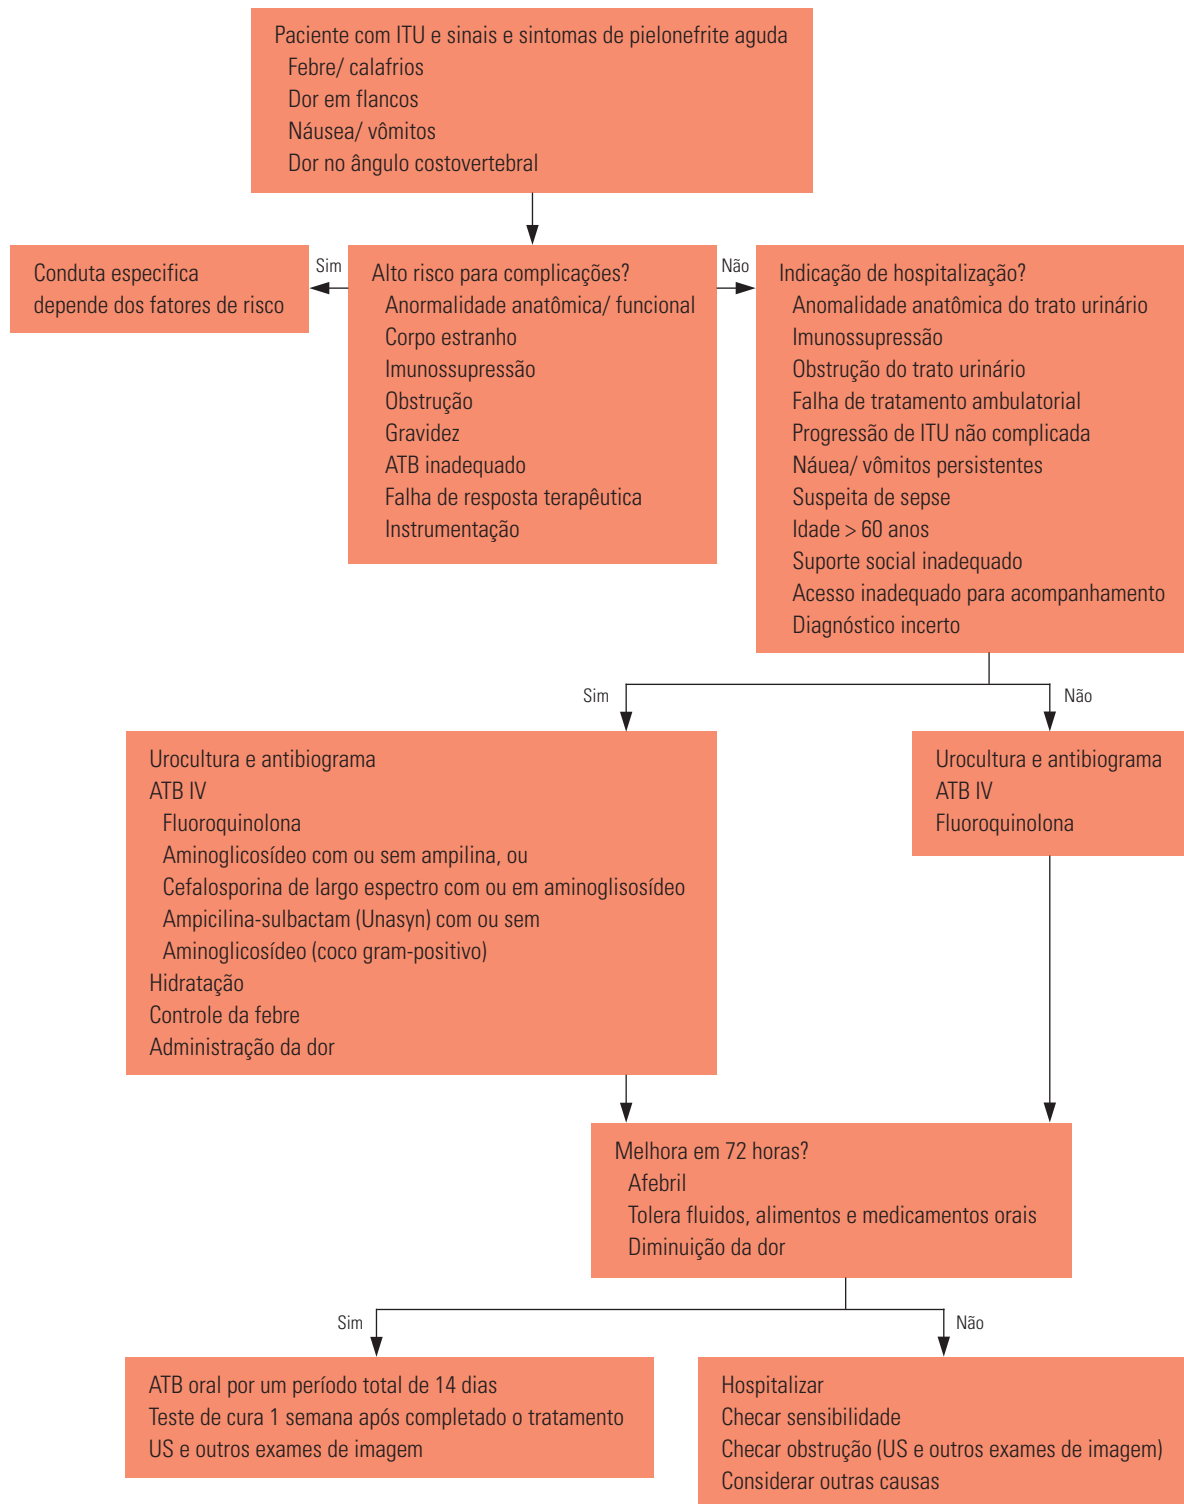 Paciente com ITU e sinais e sintomas de pielonefrite aguda
Febre/ calafrios
Dor em flancos
Náusea/ vômitos
Dor no ângulo costovertebral
Conduta especifica
depende dos fatores de risco
Sim
Alto risco para complicações?
Anormalidade anatômica/ funcional
Corpo estranho
Imunossupressão
Obstrução
Gravidez
ATB inadequado
Falha de resposta terapêutica
Instrumentação
Não
Indicação de hospitalização?
Anomalidade anatômica do trato urinário
Imunossupressão
Obstrução do trato urinário
Falha de tratamento ambulatorial
Progressão de ITU não complicada
Náuea/ vômitos persistentes
Suspeita de sepse
Idade > 60 anos
Suporte social inadequado
Acesso inadequado para acompanhamento
Diagnóstico incerto
Sim
Não
Urocultura e antibiograma
ATB IV
Fluoroquinolona
Aminoglicosídeo com ou sem ampilina, ou
Cefalosporina de largo espectro com ou em aminoglisosídeo
Ampicilina-sulbactam (Unasyn) com ou sem
Aminoglicosídeo (coco gram-positivo)
Hidratação
Controle da febre
Administração da dor
Urocultura e antibiograma
ATB IV
Fluoroquinolona
Melhora em 72 horas?
Afebril
Tolera fluidos, alimentos e medicamentos orais
Diminuição da dor
Sim
Não
ATB oral por um período total de 14 dias
Teste de cura 1 semana após completado o tratamento
US e outros exames de imagem
Hospitalizar
Checar sensibilidade
Checar obstrução (US e outros exames de imagem)
Considerar outras causas